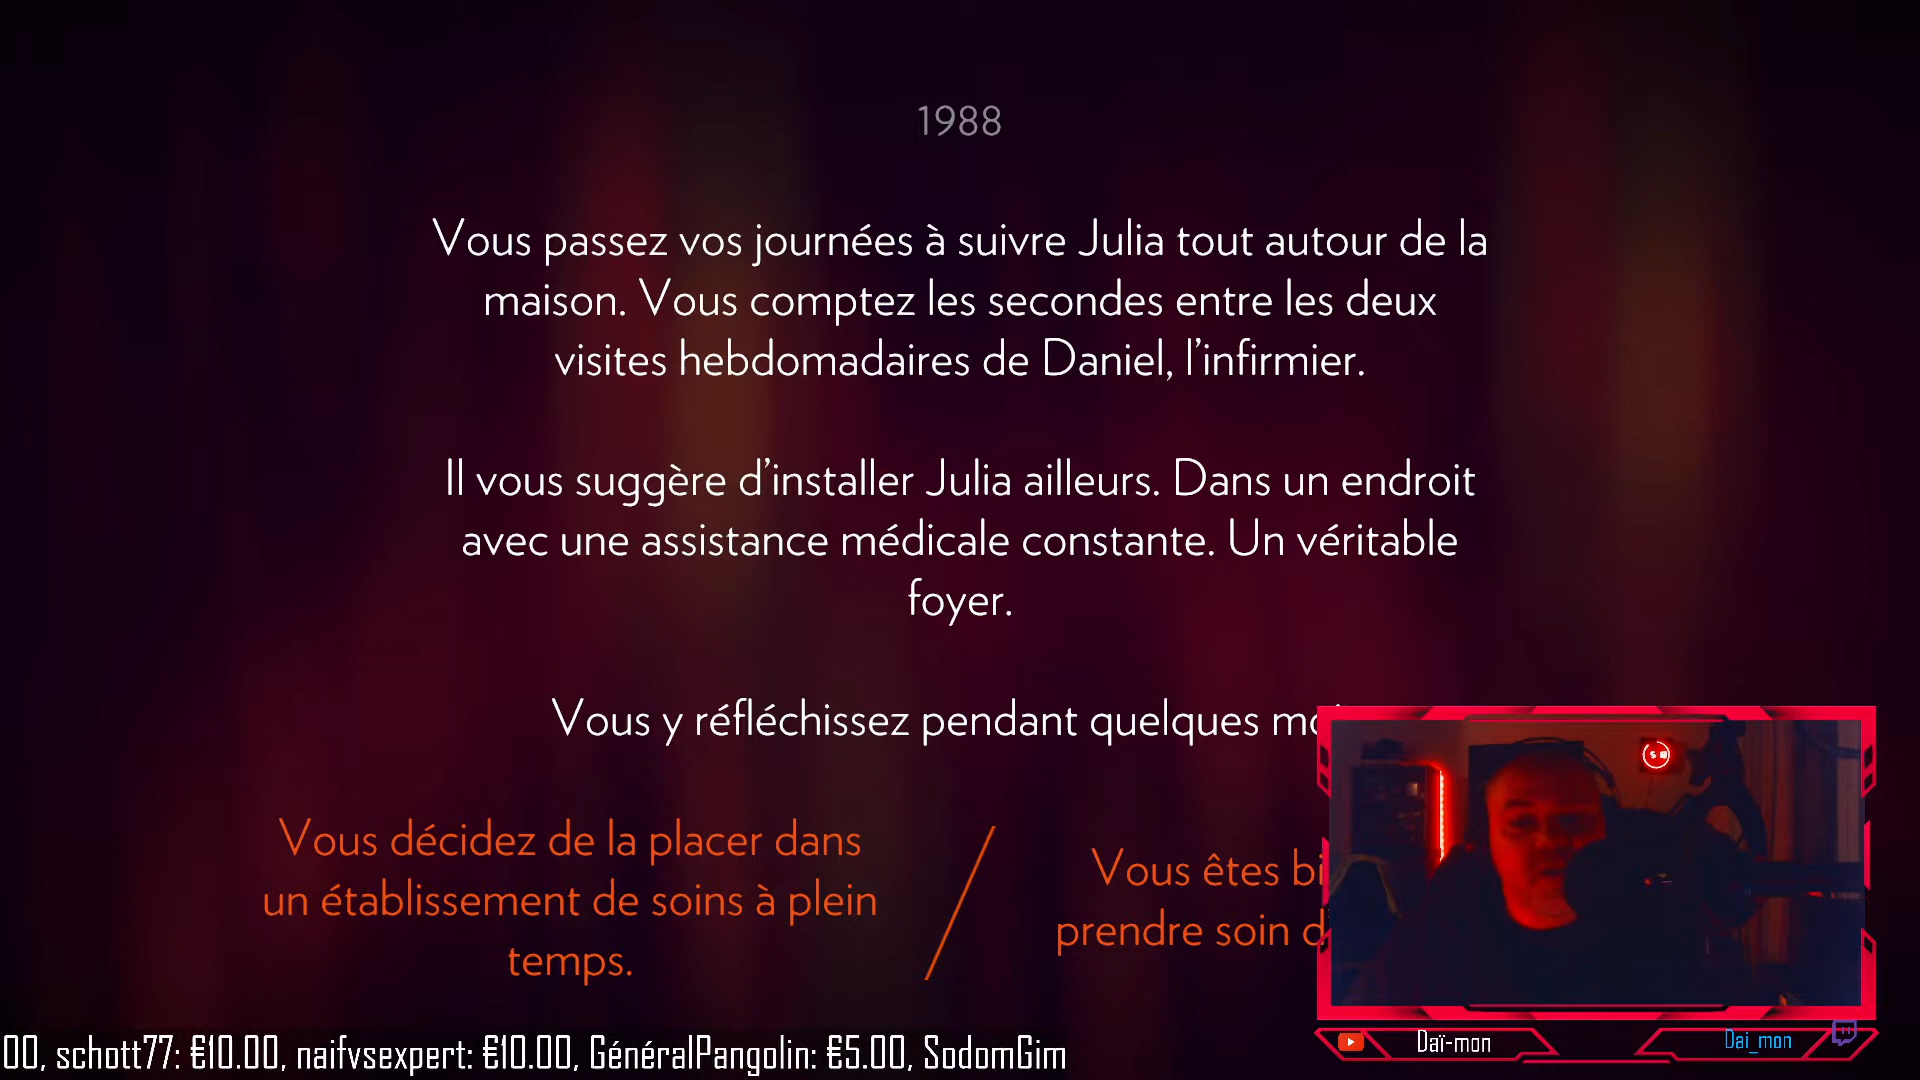 1988
Vous passez vos journées à suivre Julia tout autour de la
maison. Vous comptez les secondes entre les deux
visites hebdomadaires de Daniel, l'infirmier.
Il vous suggère d'installer Julia ailleurs. Dans un endroit
avec une assistance médicale constante. Un véritable
foyer.
Vous y réfléchissez pendant quelques
Vous décidez de la placer dans
un établissement de soins à plein
temps.
Vous êtes
prendre soin
00, schott77: €10.00, naifvsexpert: €10.00, GénéralPangolin: €5.00, SodomGim
Daï-mon
Dai_mon